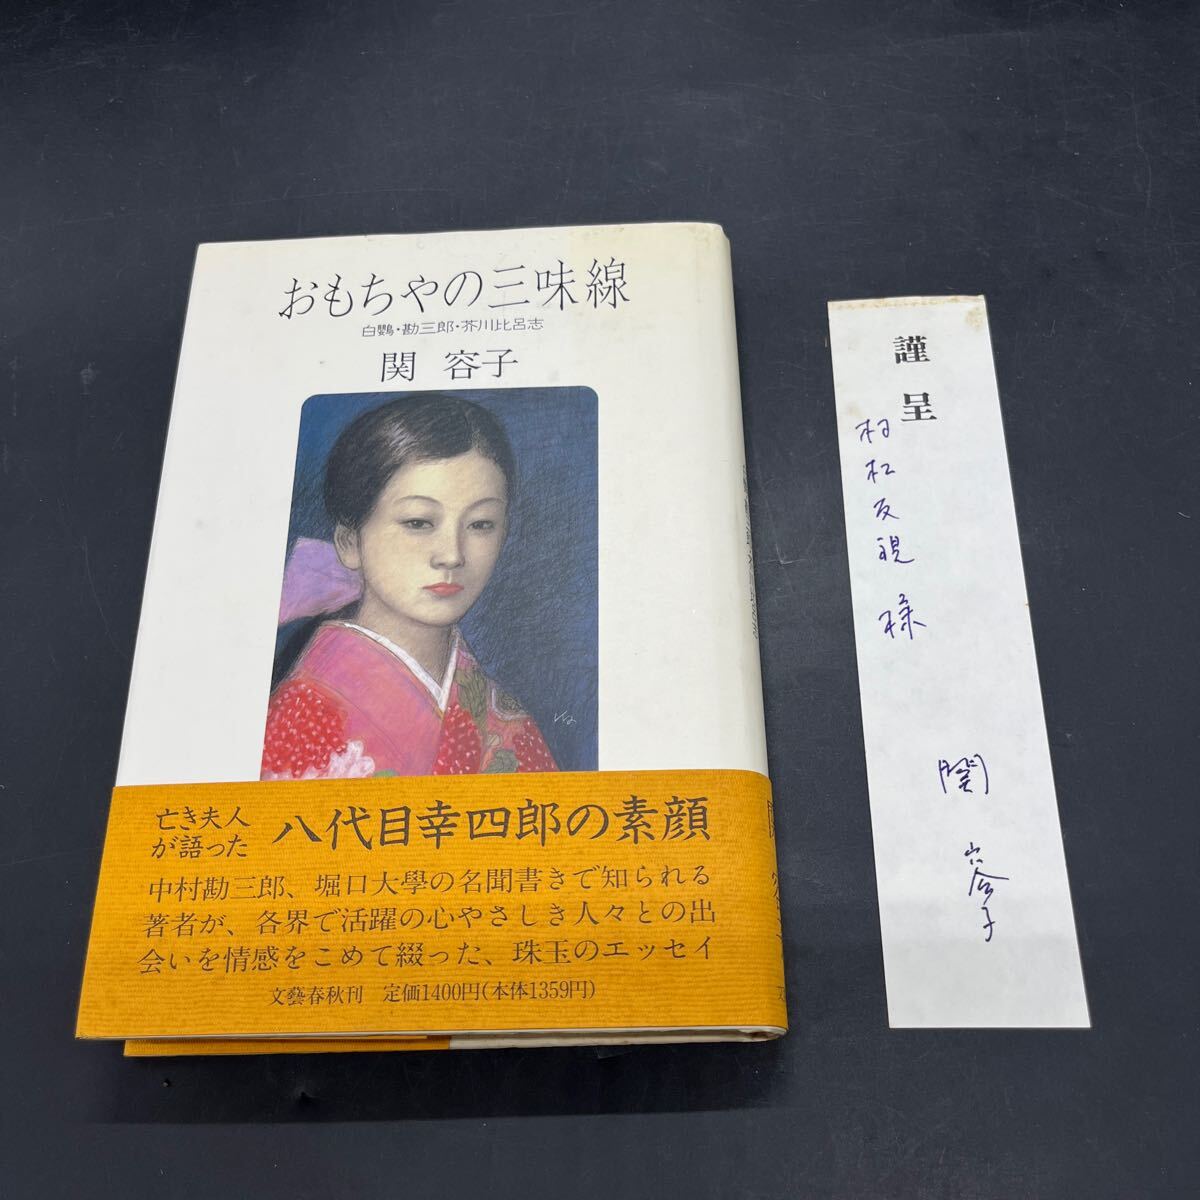 おもちゃの三味線
白鸚・勘三郎・芥川比呂志
関 容子
亡き夫人
が語った
八代目幸四郎の素顔
中村勘三郎、堀口大學の名聞書きで知られる
著者が、各界で活躍の心やさしき人々との出
会いを情感をこめて綴った、珠玉のエッセイ
文藝春秋刊 定価1400円(本体1359円)
謹呈
村松友視様
関 容子